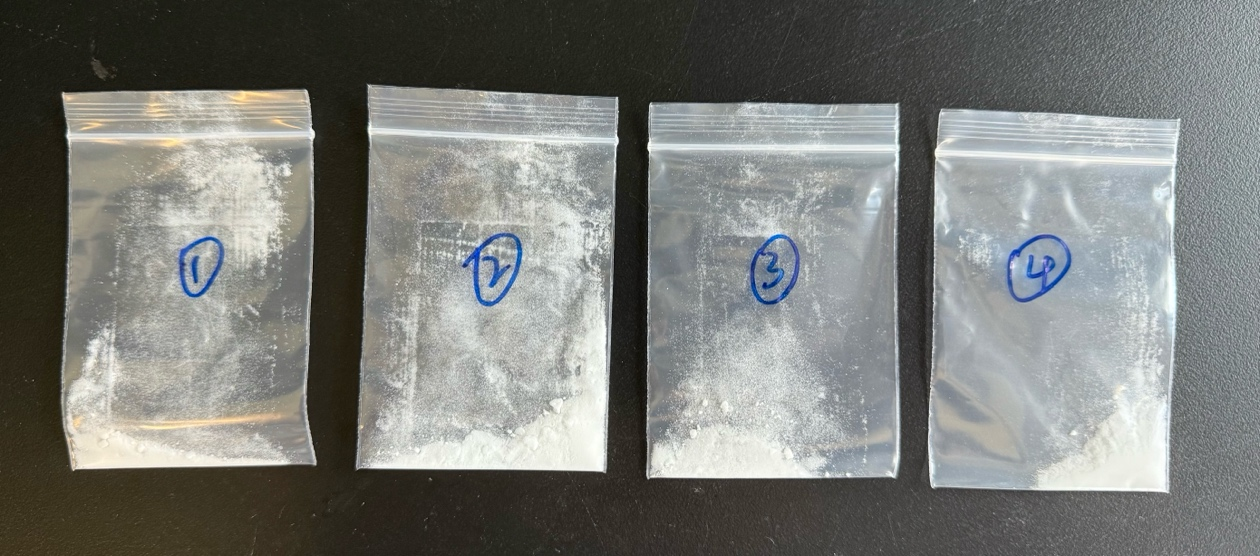 ①
②
③
④